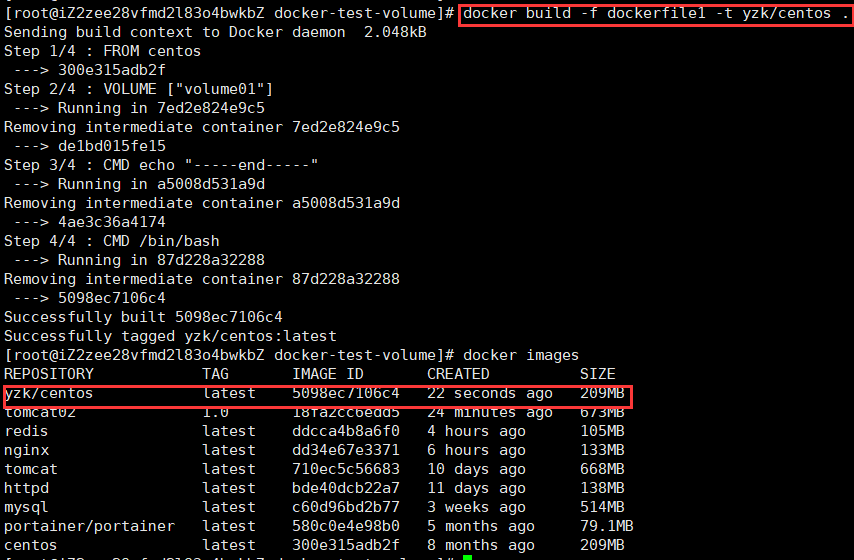 [root@iZ2zee28vfmd2l83o4bwkbZ docker-test-volume]# docker build -f dockerfile1 -t yzk/centos .
Sending build context to Docker daemon  2.048kB
Step 1/4 : FROM centos
 ---> 300e315adb2f
Step 2/4 : VOLUME ["volume01"]
 ---> Running in 7ed2e824e9c5
Removing intermediate container 7ed2e824e9c5
 ---> de1bd015fe15
Step 3/4 : CMD echo "-----end-----"
 ---> Running in a5008d531a9d
Removing intermediate container a5008d531a9d
 ---> 4ae3c36a4174
Step 4/4 : CMD /bin/bash
 ---> Running in 87d228a32288
Removing intermediate container 87d228a32288
 ---> 5098ec7106c4
Successfully built 5098ec7106c4
Successfully tagged yzk/centos:latest
[root@iZ2zee28vfmd2l83o4bwkbZ docker-test-volume]# docker images
REPOSITORY            TAG       IMAGE ID       CREATED          SIZE
yzk/centos            latest    5098ec7106c4   22 seconds ago   209MB
tomcat02              1.0       18fa2cc6edd5   24 minutes ago   673MB
redis                 latest    ddcca4b8a6f0   4 hours ago      105MB
nginx                 latest    dd34e67e3371   6 hours ago      133MB
tomcat                latest    710ec5c56683   10 days ago      668MB
httpd                 latest    bde40dcb22a7   11 days ago      138MB
mysql                 latest    c60d96bd2b77   3 weeks ago      514MB
portainer/portainer   latest    580c0e4e98b0   5 months ago     79.1MB
centos                latest    300e315adb2f   8 months ago     209MB